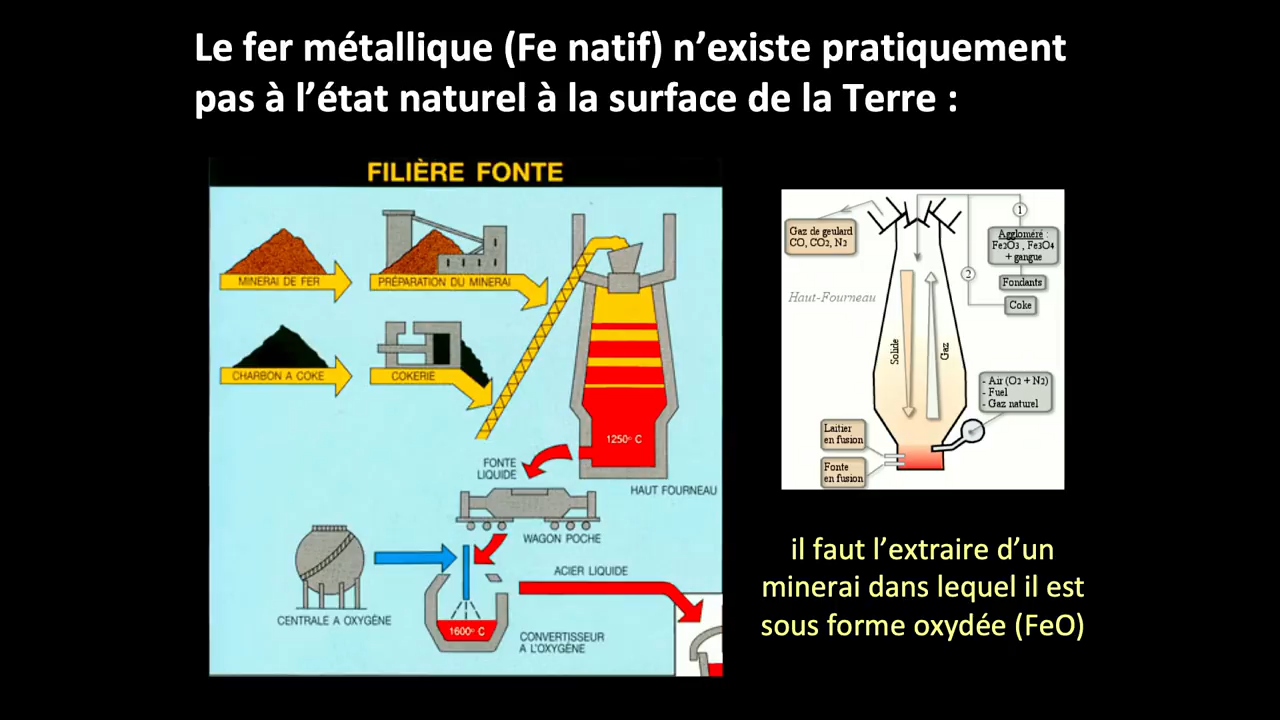 Le fer métallique (Fe natif) n’existe pratiquement
pas à l’état naturel à la surface de la Terre :
FILIÈRE FONTE
MINERAI DE FER
PRÉPARATION DU MINERAI
CHARBON A COKE
COKERIE
1250° C
FONTE
LIQUIDE
HAUT FOURNEAU
WAGON POCHE
ACIER LIQUIDE
CENTRALE A OXYGÈNE
1600° C
CONVERTISSEUR
A L’OXYGÈNE
1
Gaz de geulard
CO, CO2, N2
Aggloméré :
Fe2O3 , Fe3O4
+ gangue
2
Fondants
Haut-Fourneau
Coke
Solide
Gaz
- Air (O2 + N2)
- Fuel
- Gaz naturel
Laitier
en fusion
Fonte
en fusion
il faut l’extraire d’un
minerai dans lequel il est
sous forme oxydée (FeO)